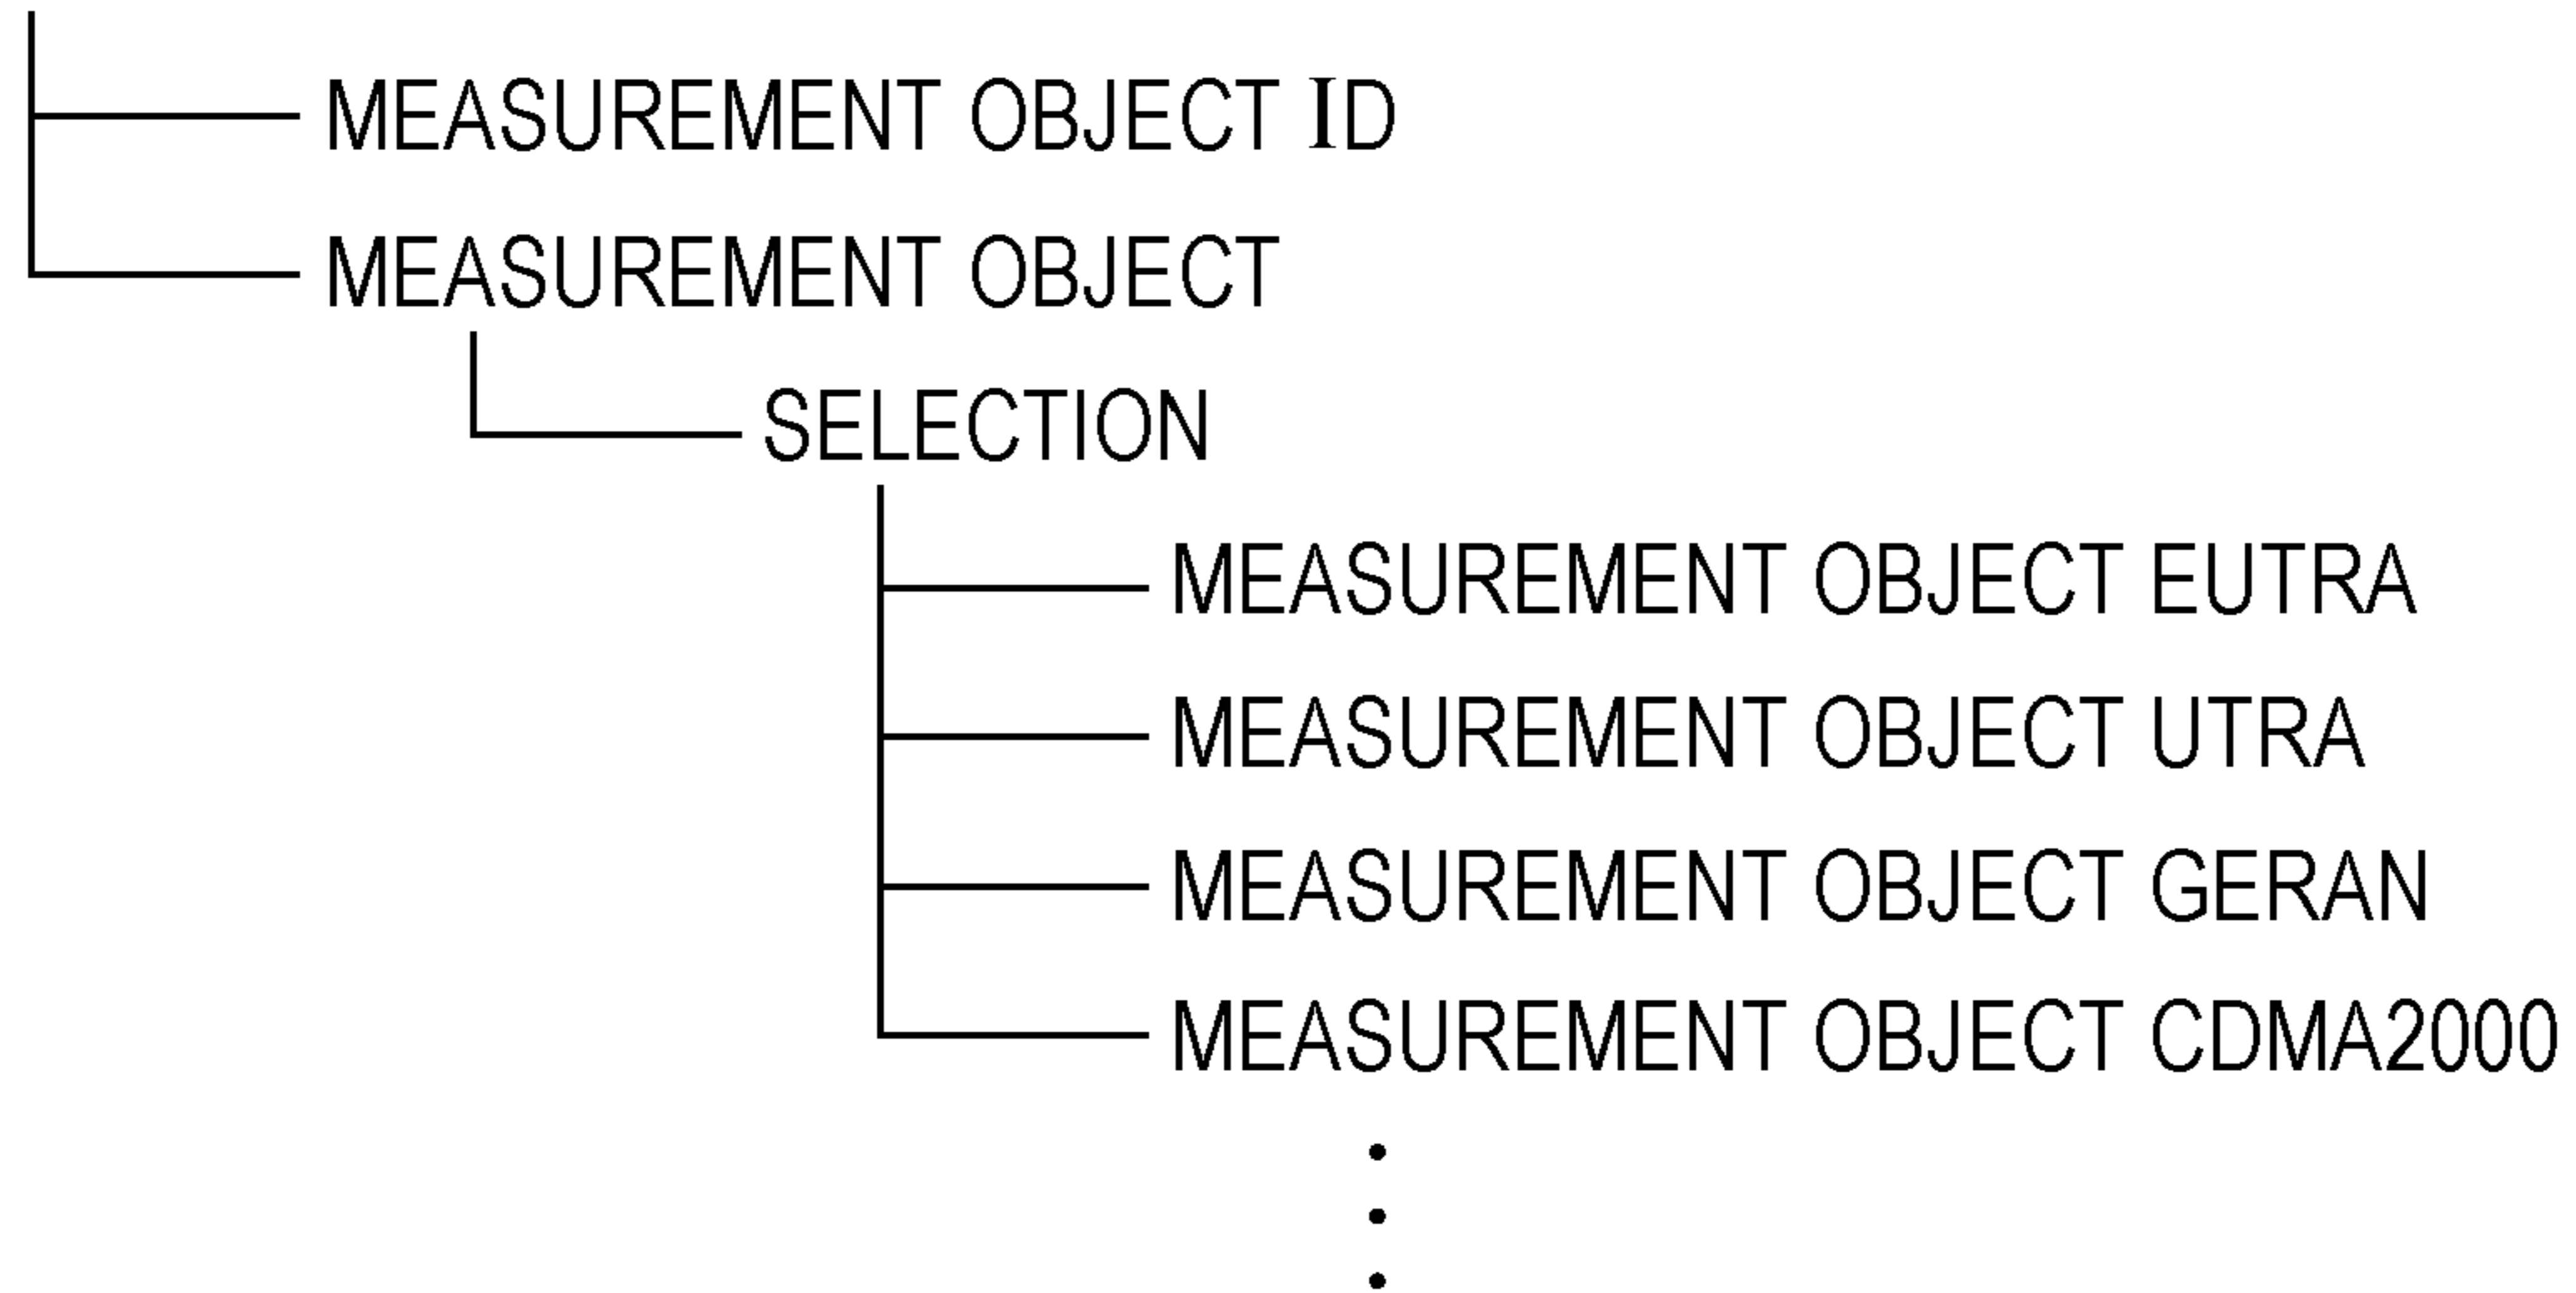 MEASUREMENT OBJECT ID
MEASUREMENT OBJECT
SELECTION
MEASUREMENT OBJECT EUTRA
MEASUREMENT OBJECT UTRA
MEASUREMENT OBJECT GERAN
MEASUREMENT OBJECT CDMA2000